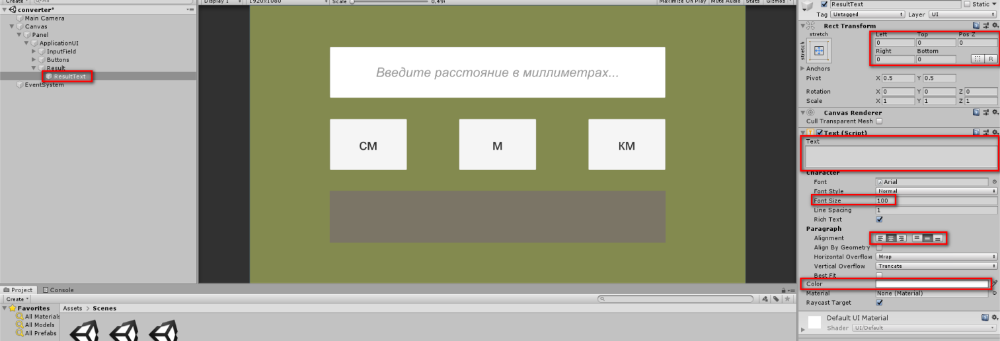 Create
All
Display 1
1920x1080
Scale
0,49
Maximize On Play
Mute Audio
Stats
Gizmos
converter*
Main Camera
Canvas
Panel
ApplicationUI
InputField
Buttons
Result
ResultText
EventSystem
Введите расстояние в миллиметрах...
СМ
М
КМ
ResultText
Static
Tag Untagged
Layer UI
Rect Transform
stretch
stretch
Left Top Pos Z
0 0 0
Right Bottom
0 0
R
Anchors
Pivot X 0.5 Y 0.5
Rotation X 0 Y 0 Z 0
Scale X 1 Y 1 Z 1
Canvas Renderer
Cull Transparent Mesh
Text (Script)
Text
Character
Font Arial
Font Style Normal
Font Size 100
Line Spacing 1
Rich Text
Paragraph
Alignment
Align By Geometry
Horizontal Overflow Wrap
Vertical Overflow Truncate
Best Fit
Color
Material None (Material)
Raycast Target
Default UI Material
Shader UI/Default
Project
Console
Create
Favorites
All Materials
All Models
All Prefabs
Assets > Scenes